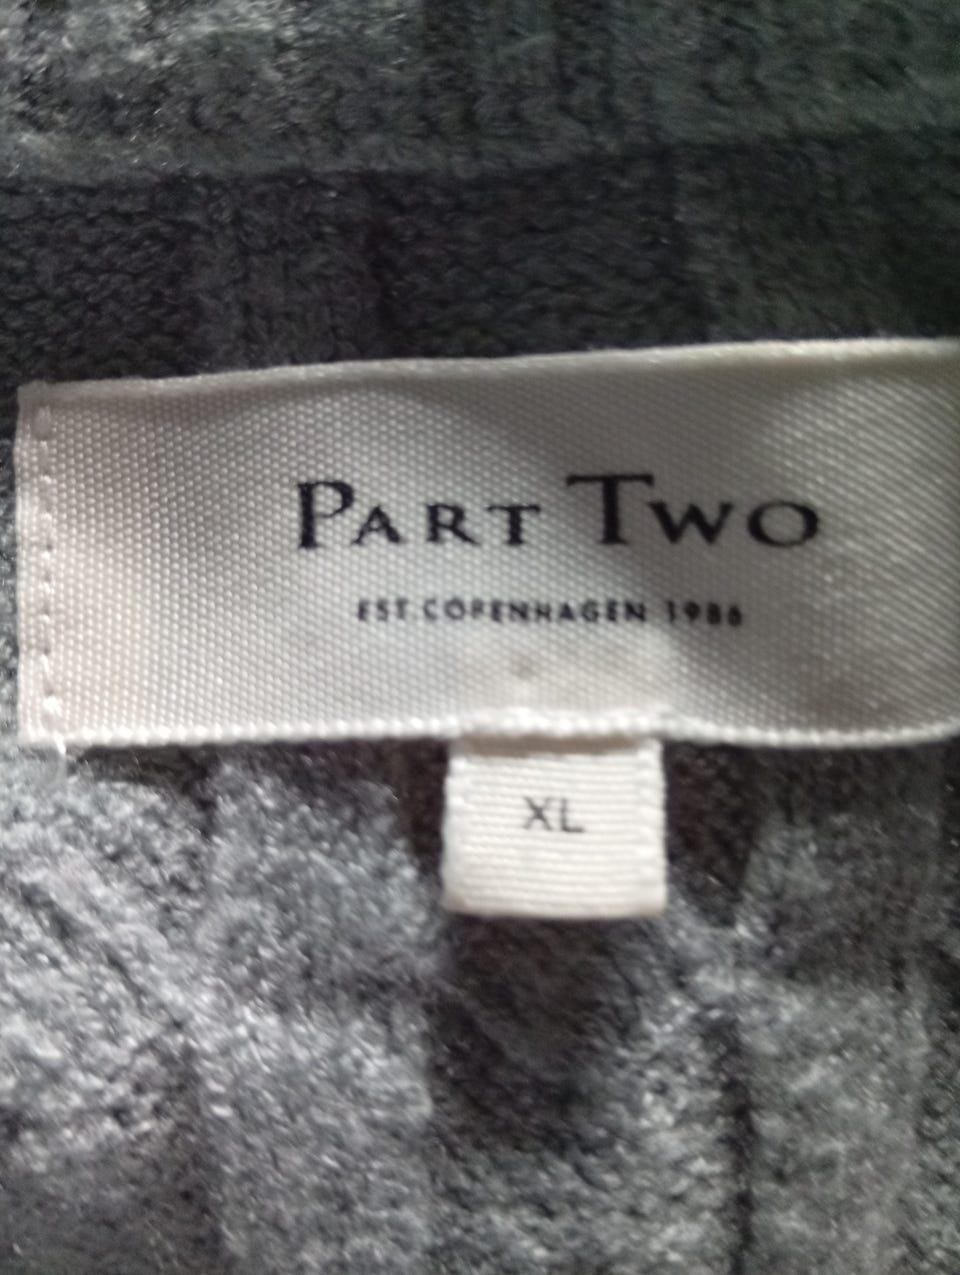 PART TWO
EST. COPENHAGEN 1986
XL